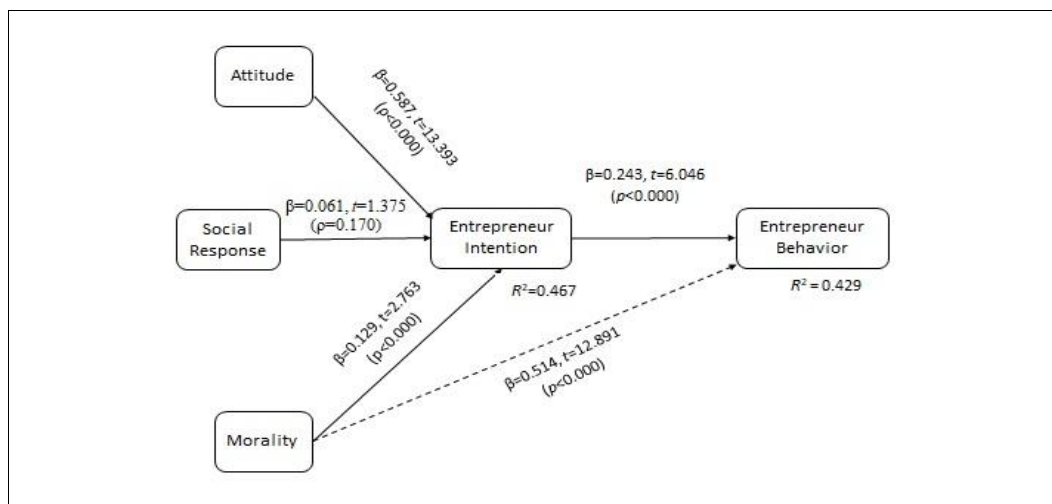 Attitude
β=0.587, t=13.393
(ρ<0.000)
β=0.243, t=6.046
(p<0.000)
β=0.061, t=1.375
(ρ=0.170)
Social
Response
Entrepreneur
Intention
Entrepreneur
Behavior
R²=0.467
R² = 0.429
β=0.129, t=2.763
(p<0.000)
β=0.514, t=12.891
(p<0.000)
Morality